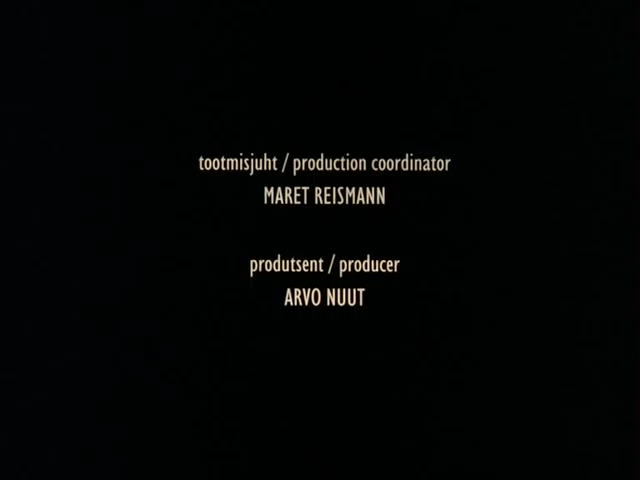 tootmisjuht / production coordinator
MARET REISMANN
produtsent / producer
ARVO NUUT